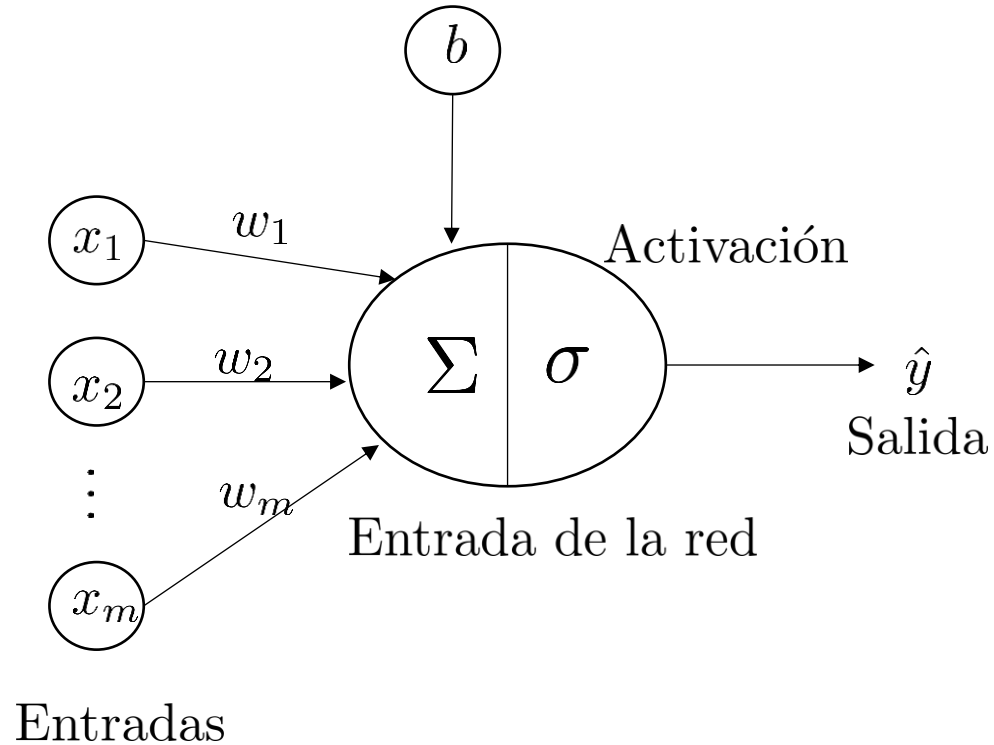 b
x₁
w₁
Activación
x₂
w₂
Σ
σ
ŷ
Salida
⋮
wₘ
Entrada de la red
xₘ
Entradas